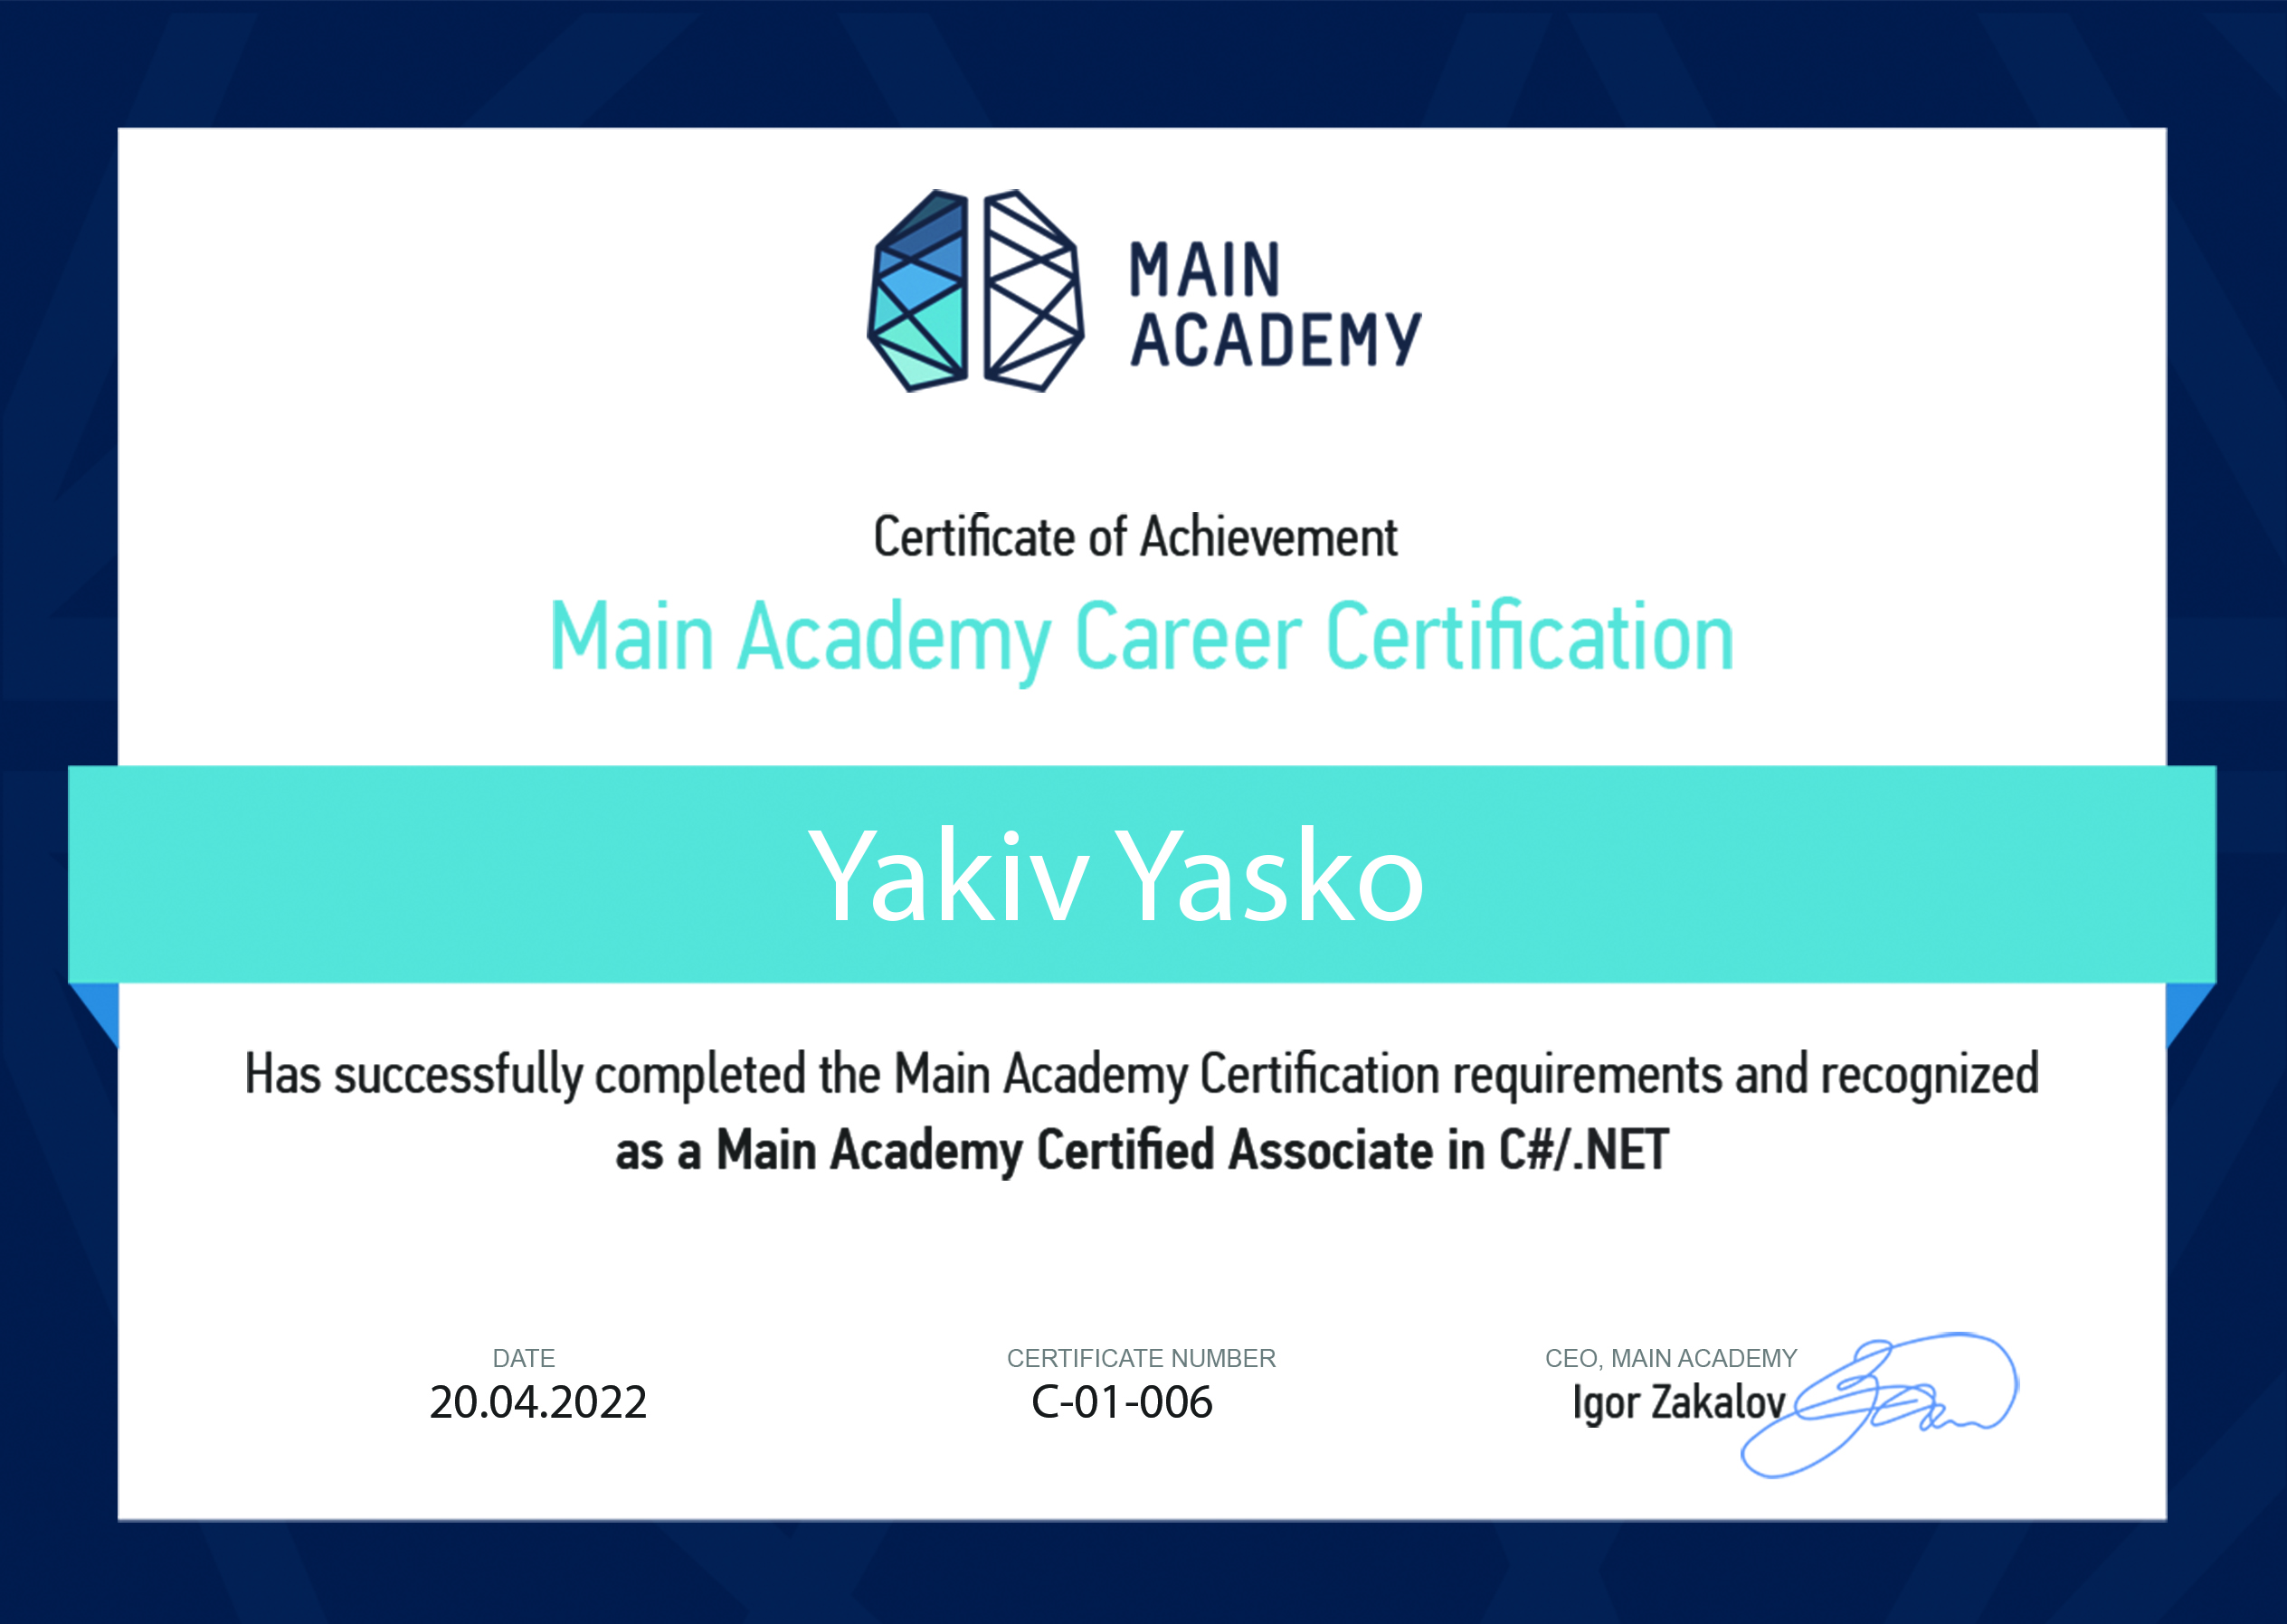 MAIN
ACADEMY
Certificate of Achievement
Main Academy Career Certification
Yakiv Yasko
Has successfully completed the Main Academy Certification requirements and recognized
as a Main Academy Certified Associate in C#/.NET
DATE
20.04.2022
CERTIFICATE NUMBER
C-01-006
CEO, MAIN ACADEMY
Igor Zakalov